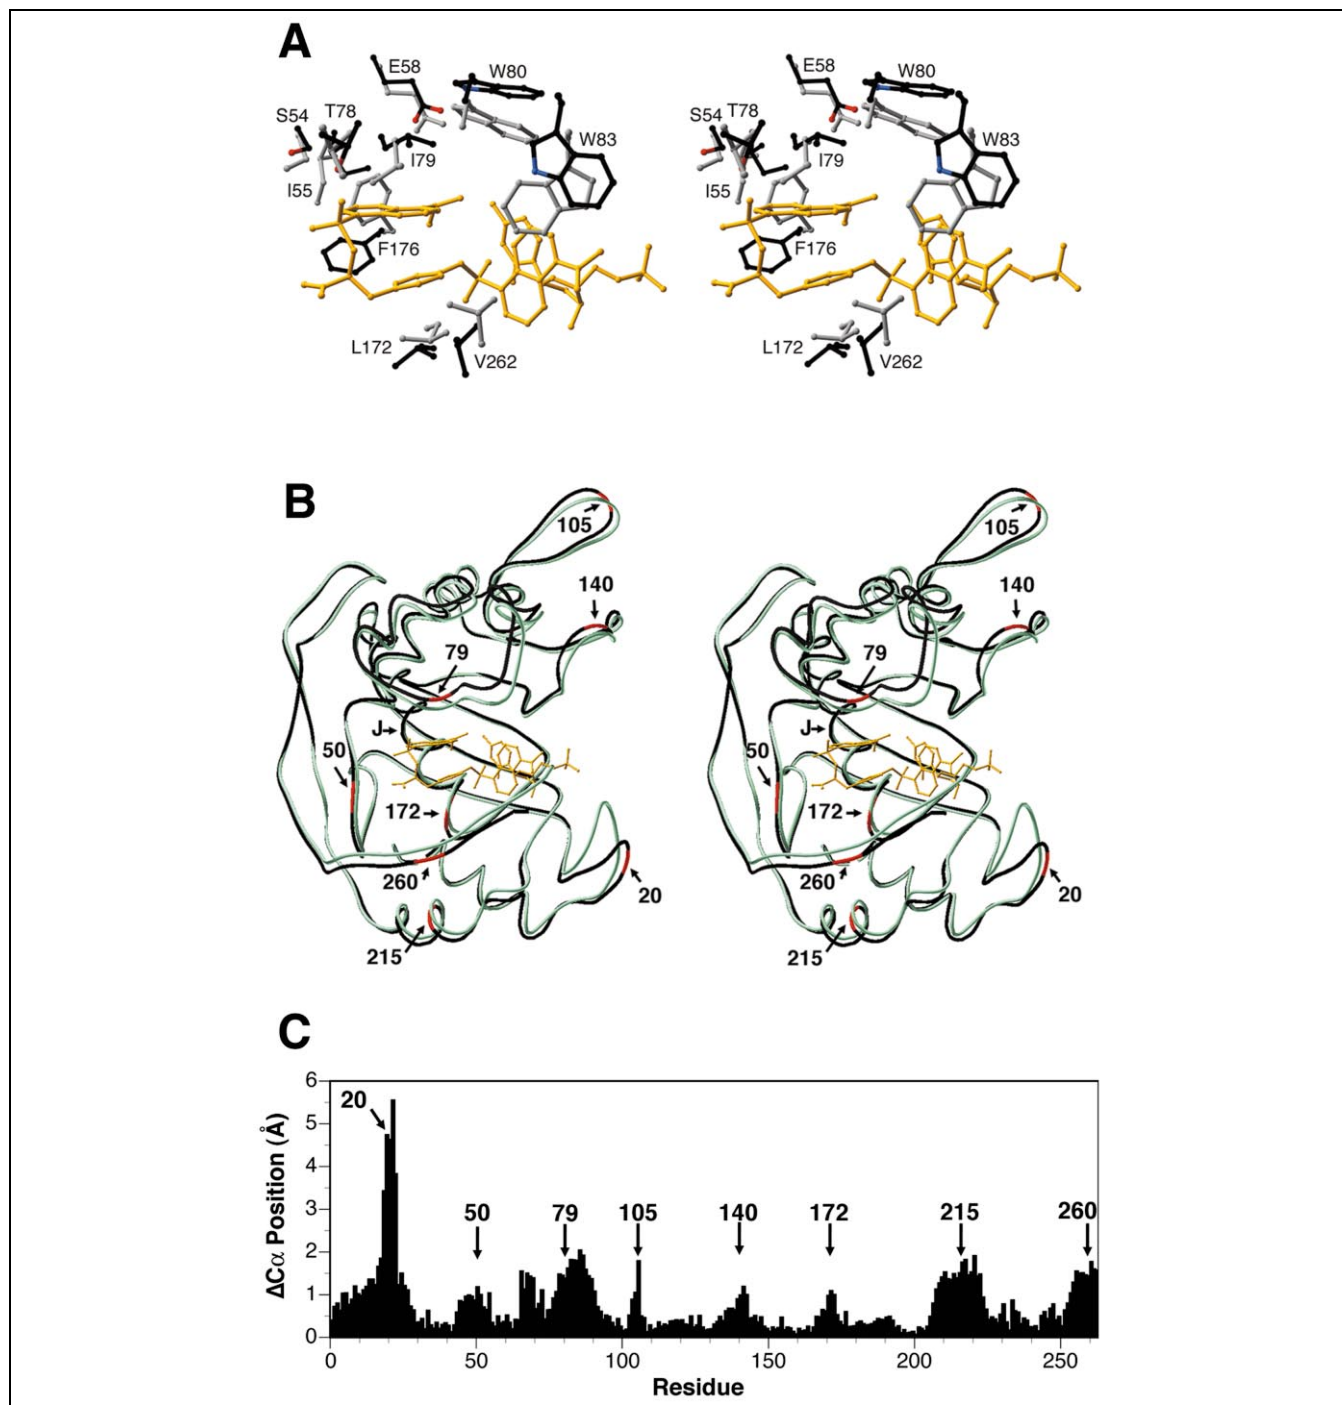 A
E58 W80 E58 W80
S54 T78 W83 S54 T78 W83
I79 I79
I55 I55
F176 F176
L172 V262 L172 V262
B
105 105
140 140
79 79
J J
50 50
172 172
260 20 260 20
215 215
C
6
20
5
4
3
50 79 105 140 172 215 260
2
1
0
ΔCα Position (Å)
0 50 100 150 200 250
Residue